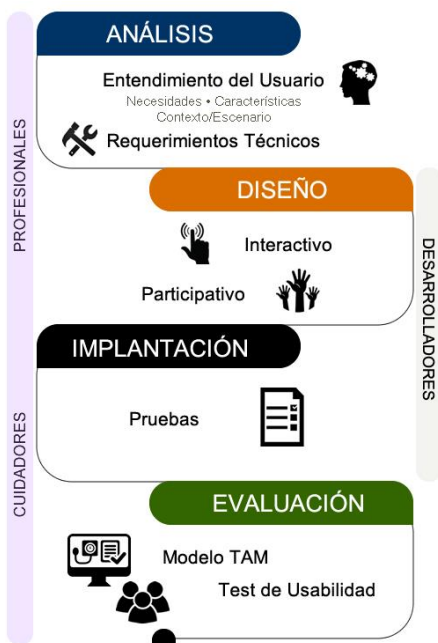 ANÁLISIS
Entendimiento del Usuario
Necesidades • Características
Contexto/Escenario
Requerimientos Técnicos
PROFESIONALES
DISEÑO
Interactivo
Participativo
DESARROLLADORES
IMPLANTACIÓN
Pruebas
CUIDADORES
EVALUACIÓN
Modelo TAM
Test de Usabilidad